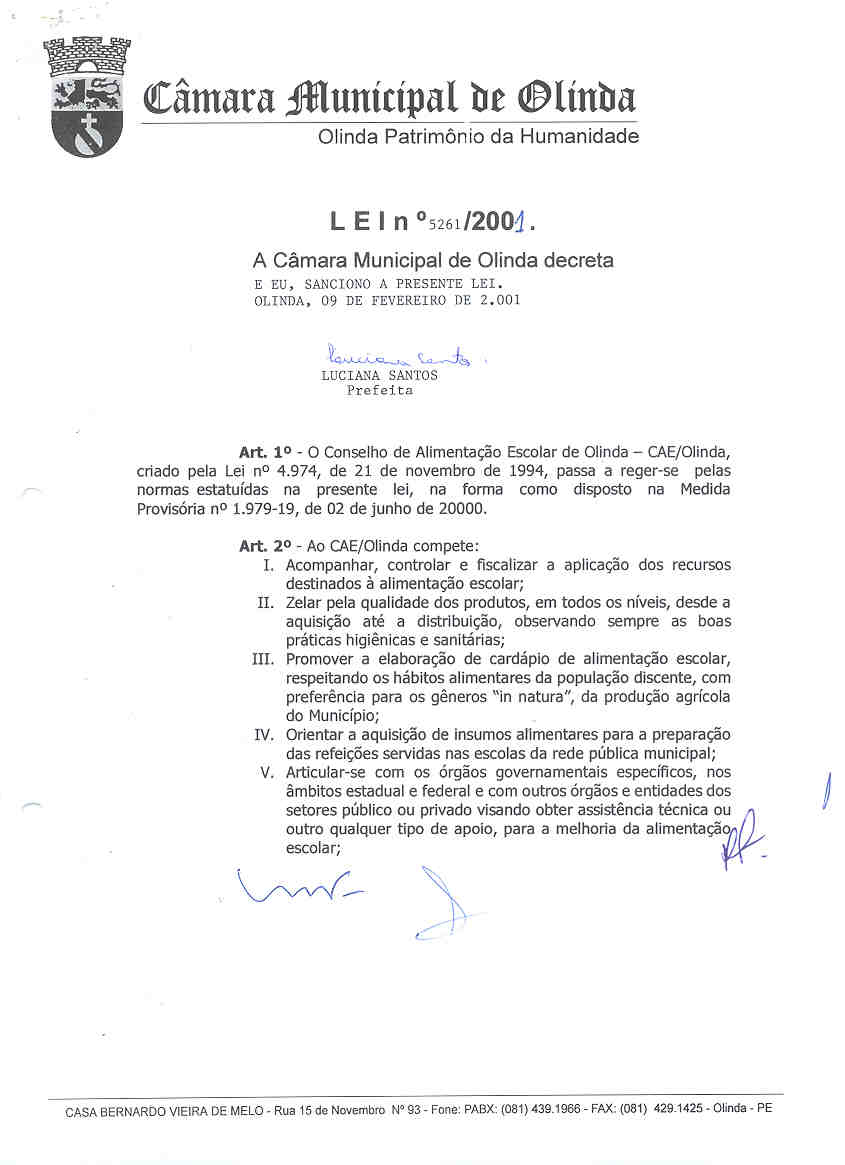 Câmara Municipal de Olinda
Olinda Patrimônio da Humanidade
L E I n º5261/2001.
A Câmara Municipal de Olinda decreta
E EU, SANCIONO A PRESENTE LEI.
OLINDA, 09 DE FEVEREIRO DE 2.001
Luciana Santos
LUCIANA SANTOS
Prefeita
Art. 1º - O Conselho de Alimentação Escolar de Olinda – CAE/Olinda,
criado pela Lei nº 4.974, de 21 de novembro de 1994, passa a reger-se pelas
normas estatuídas na presente lei, na forma como disposto na Medida
Provisória nº 1.979-19, de 02 de junho de 20000.
Art. 2º - Ao CAE/Olinda compete:
I. Acompanhar, controlar e fiscalizar a aplicação dos recursos
destinados à alimentação escolar;
II. Zelar pela qualidade dos produtos, em todos os níveis, desde a
aquisição até a distribuição, observando sempre as boas
práticas higiênicas e sanitárias;
III. Promover a elaboração de cardápio de alimentação escolar,
respeitando os hábitos alimentares da população discente, com
preferência para os gêneros "in natura", da produção agrícola
do Município;
IV. Orientar a aquisição de insumos alimentares para a preparação
das refeições servidas nas escolas da rede pública municipal;
V. Articular-se com os órgãos governamentais específicos, nos
âmbitos estadual e federal e com outros órgãos e entidades dos
setores público ou privado visando obter assistência técnica ou
outro qualquer tipo de apoio, para a melhoria da alimentação
escolar;
CASA BERNARDO VIEIRA DE MELO - Rua 15 de Novembro Nº 93 - Fone: PABX: (081) 439.1966 - FAX: (081) 429.1425 - Olinda - PE